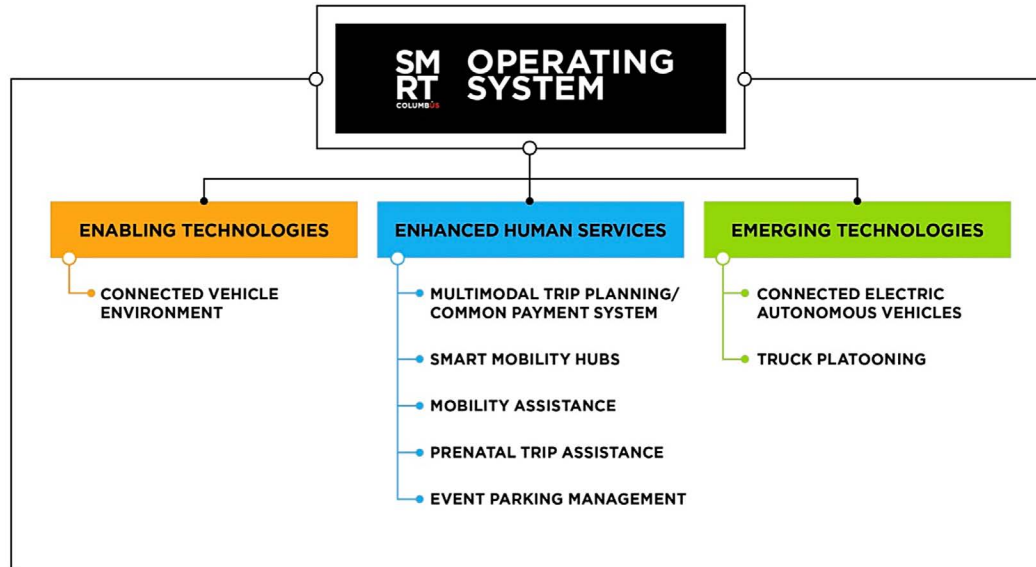 SM
RT
COLUMBUS
OPERATING
SYSTEM
ENABLING TECHNOLOGIES
CONNECTED VEHICLE
ENVIRONMENT
ENHANCED HUMAN SERVICES
MULTIMODAL TRIP PLANNING/
COMMON PAYMENT SYSTEM
SMART MOBILITY HUBS
MOBILITY ASSISTANCE
PRENATAL TRIP ASSISTANCE
EVENT PARKING MANAGEMENT
EMERGING TECHNOLOGIES
CONNECTED ELECTRIC
AUTONOMOUS VEHICLES
TRUCK PLATOONING